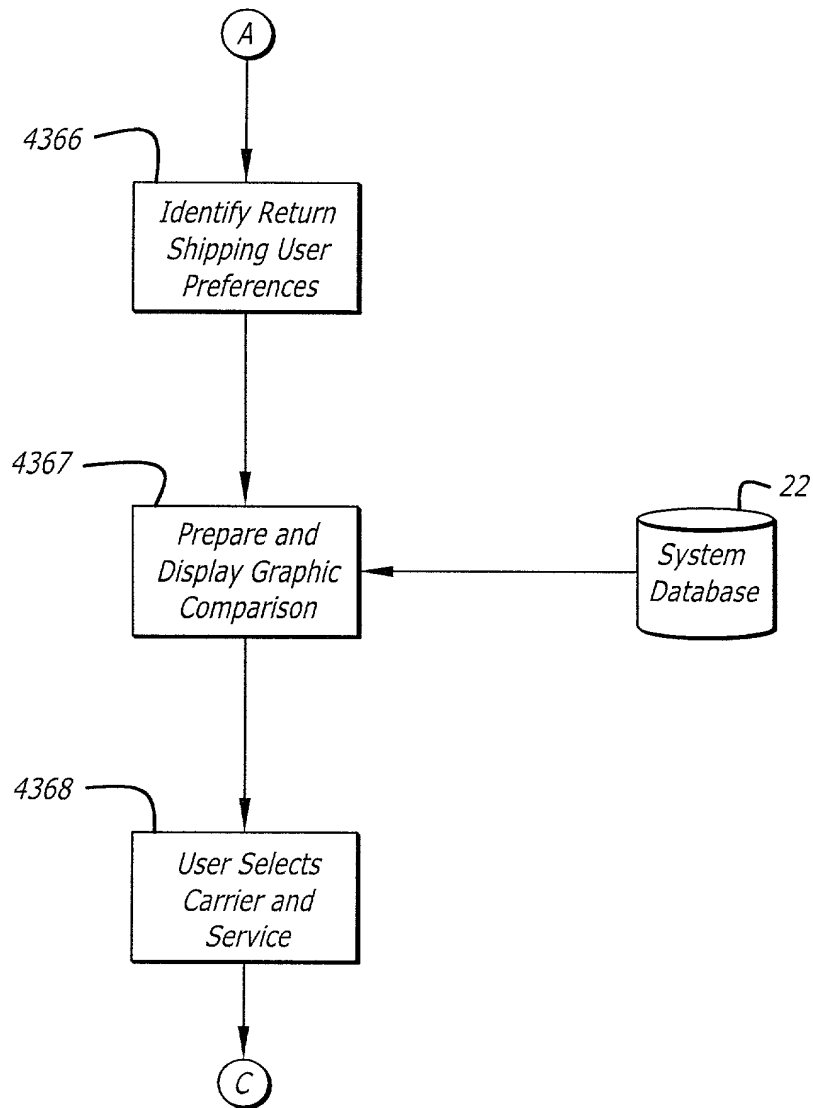 A
4366
Identify Return
Shipping User
Preferences
4367
Prepare and
Display Graphic
Comparison
22
System
Database
4368
User Selects
Carrier and
Service
C